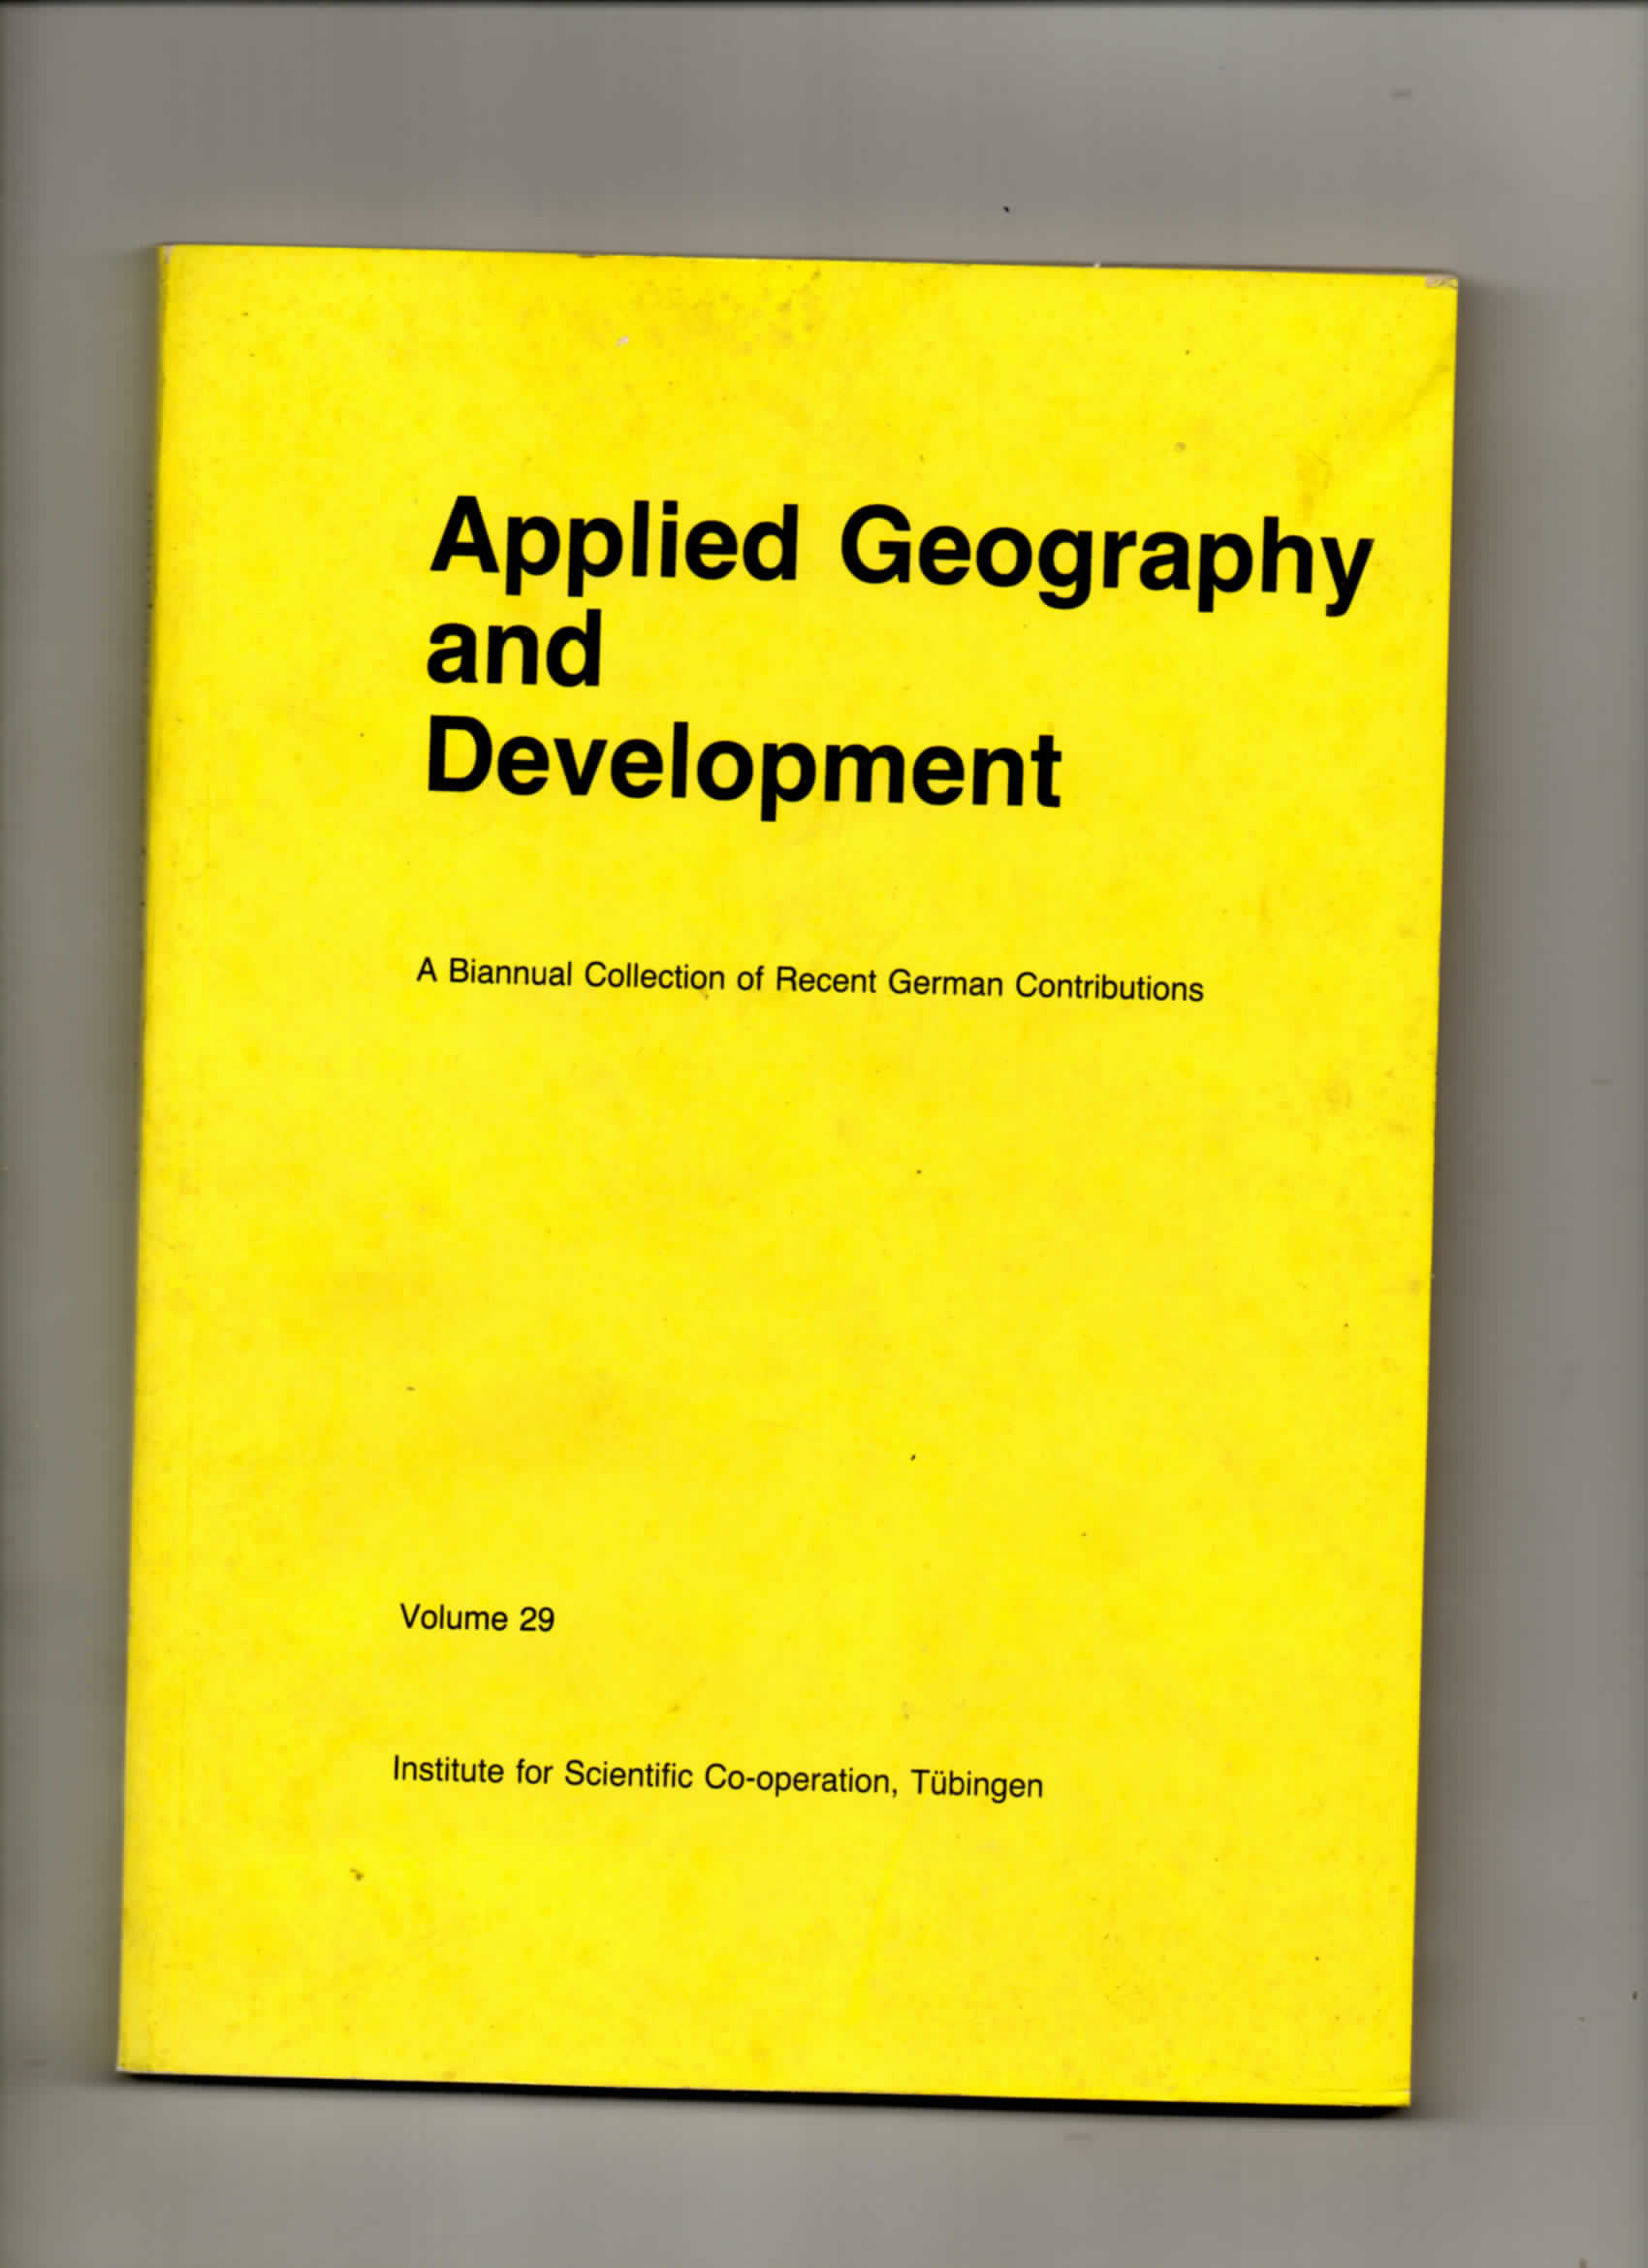 Applied Geography
and
Development
A Biannual Collection of Recent German Contributions
Volume 29
Institute for Scientific Co-operation, Tübingen